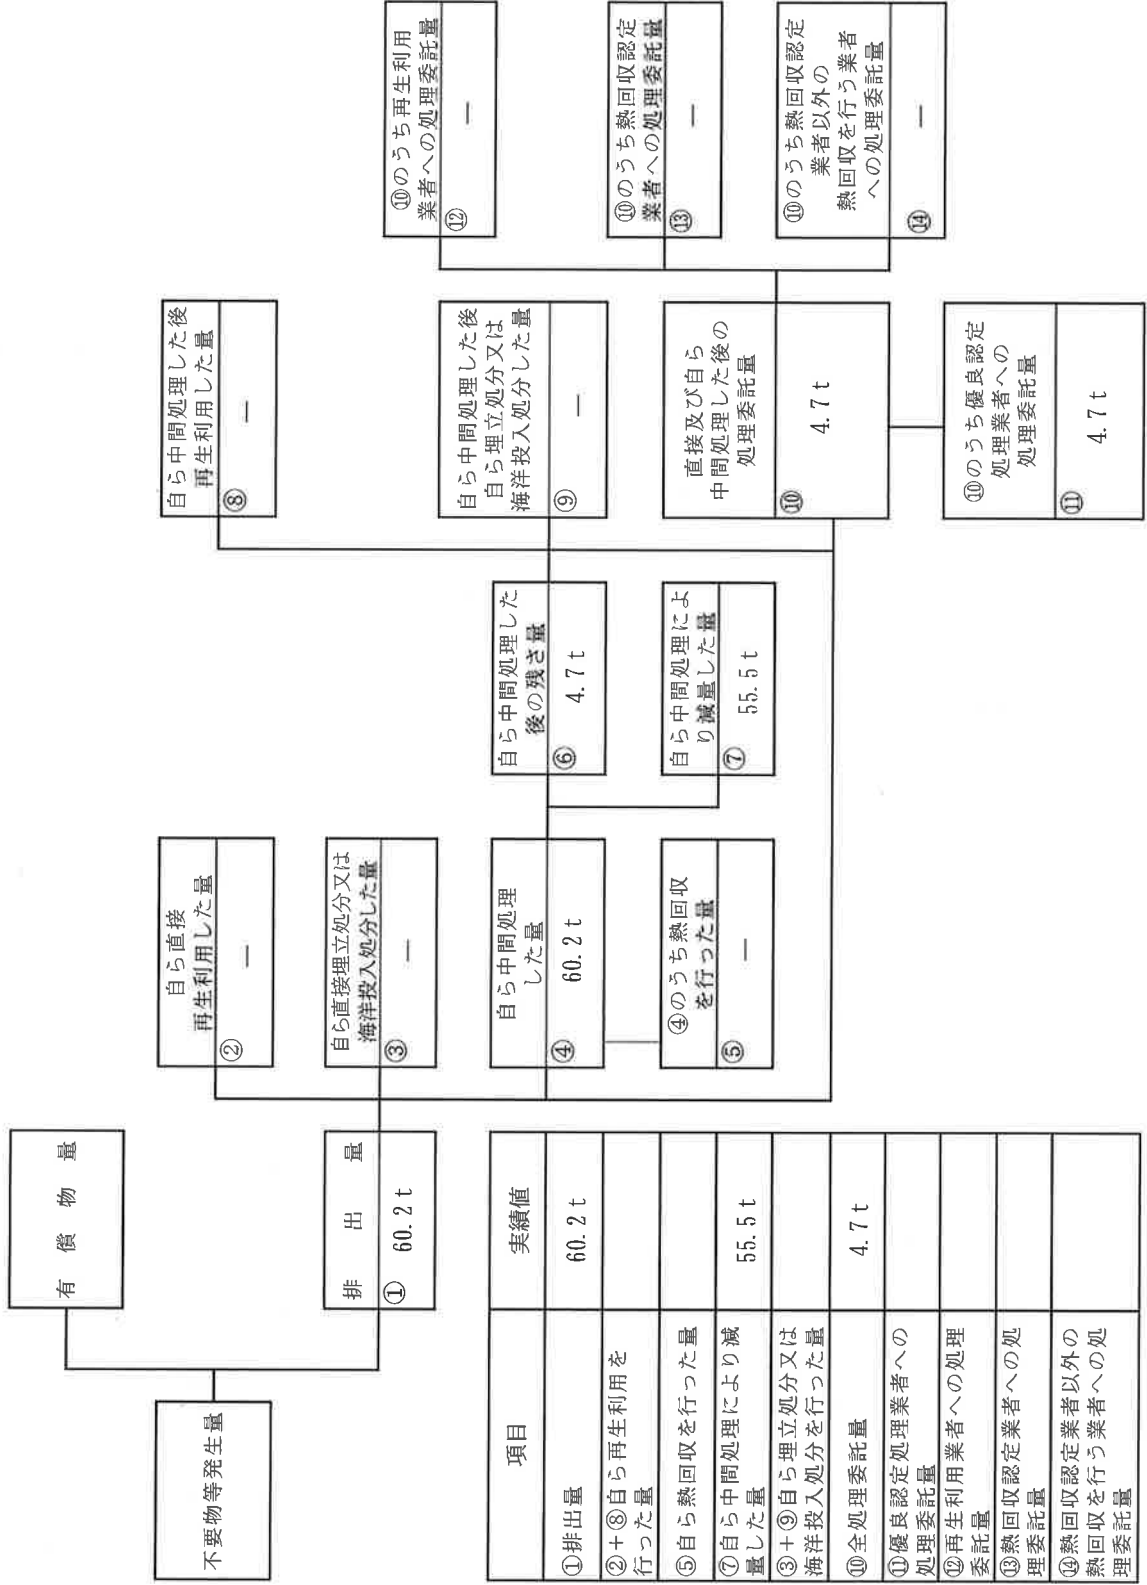 有償物量
不要物等発生量
排出量
① 60.2t
自ら直接
再生利用した量
② －
自ら直接埋立処分又は
海洋投入処分した量
③ －
自ら中間処理
した量
④ 60.2t
④のうち熱回収
を行った量
⑤ －
自ら中間処理した
後の残さ量
⑥ 4.7t
自ら中間処理によ
り減量した量
⑦ 55.5t
自ら中間処理した後
再生利用した量
⑧ －
自ら中間処理した後
自ら埋立処分又は
海洋投入処分した量
⑨ －
直接及び自ら
中間処理した後の
処理委託量
⑩ 4.7t
⑩のうち優良認定
処理業者への
処理委託量
⑪ 4.7t
⑩のうち再生利用
業者への処理委託量
⑫ －
⑩のうち熱回収認定
業者への処理委託量
⑬ －
⑩のうち熱回収認定
業者以外の
熱回収を行う業者
への処理委託量
⑭ －
項目 実績値
①排出量 60.2t
②＋⑧自ら再生利用を
行った量
⑤自ら熱回収を行った量
⑦自ら中間処理により減
量した量 55.5t
③＋⑨自ら埋立処分又は
海洋投入処分を行った量
⑩全処理委託量 4.7t
⑪優良認定処理業者への
処理委託量
⑫再生利用業者への処理
委託量
⑬熱回収認定業者への処
理委託量
⑭熱回収認定業者以外の
熱回収を行う業者への処
理委託量